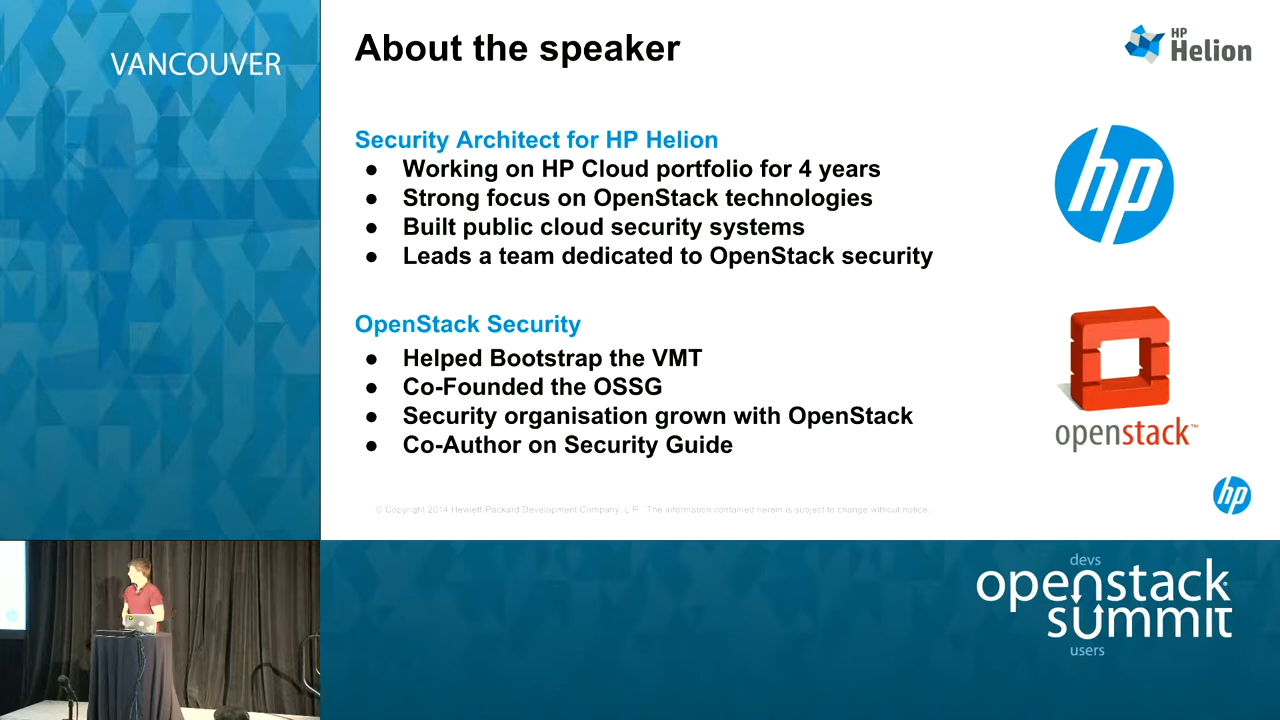 VANCOUVER
About the speaker
HP
Helion
Security Architect for HP Helion
● Working on HP Cloud portfolio for 4 years
● Strong focus on OpenStack technologies
● Built public cloud security systems
● Leads a team dedicated to OpenStack security
hp
OpenStack Security
● Helped Bootstrap the VMT
● Co-Founded the OSSG
● Security organisation grown with OpenStack
● Co-Author on Security Guide
openstack™
hp
© Copyright 2014 Hewlett-Packard Development Company, L.P. The information contained herein is subject to change without notice.
devs
openstack
summit
users